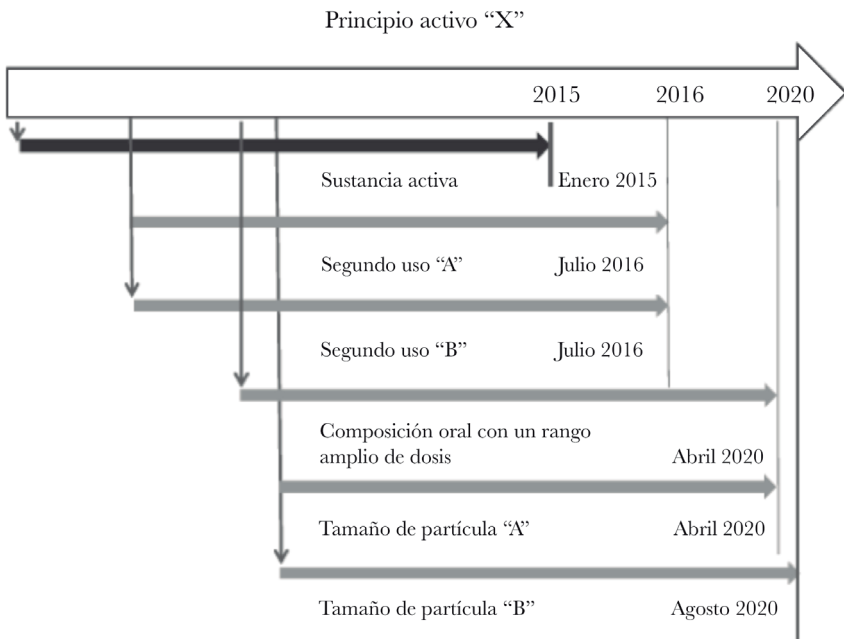 Principio activo “X”
2015 2016 2020
Sustancia activa Enero 2015
Segundo uso “A” Julio 2016
Segundo uso “B” Julio 2016
Composición oral con un rango
amplio de dosis Abril 2020
Tamaño de partícula “A” Abril 2020
Tamaño de partícula “B” Agosto 2020